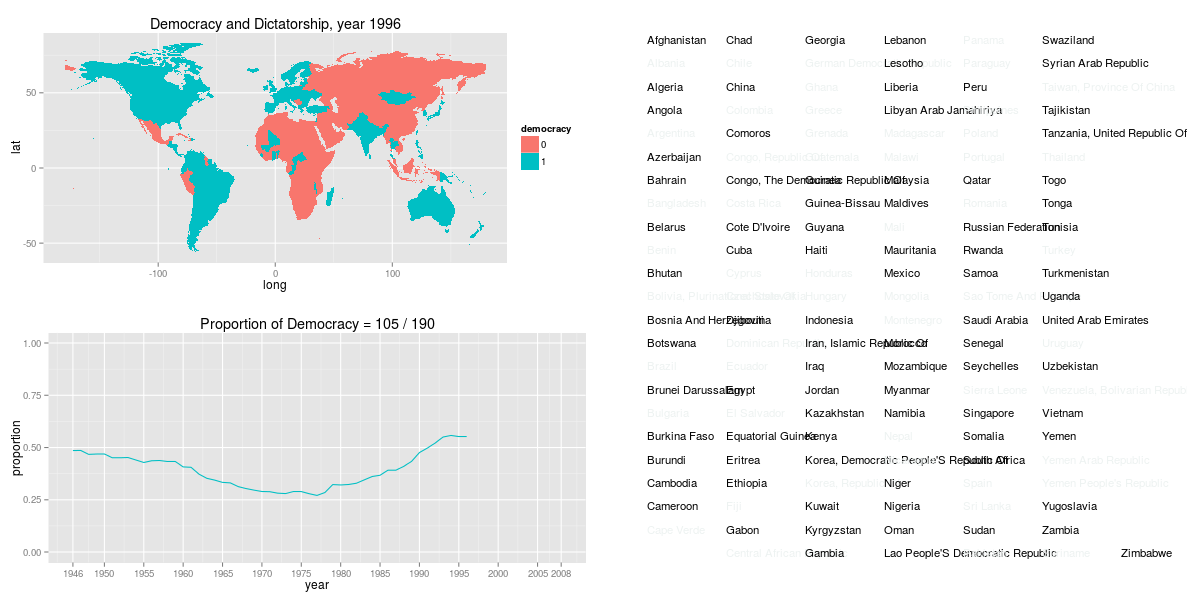 Democracy and Dictatorship, year 1996
50
0
-50
-100
0
100
lat
long
democracy
0
1
Proportion of Democracy = 105 / 190
1.00
0.75
0.50
0.25
0.00
proportion
1946 1950 1955 1960 1965 1970 1975 1980 1985 1990 1995 2000 2005 2008
year
Afghanistan Chad Georgia Lebanon Panama Swaziland
Albania Chile German Democratic Republic Lesotho Paraguay Syrian Arab Republic
Algeria China Ghana Liberia Peru Taiwan, Province Of China
Angola Colombia Greece Libyan Arab Jamahiriya Tajikistan
Argentina Comoros Grenada Madagascar Poland Tanzania, United Republic Of
Azerbaijan Congo, Republic Guatemala Malawi Portugal Thailand
Bahrain Congo, The Democratic Republic Of Guinea Malaysia Qatar Togo
Bangladesh Costa Rica Guinea-Bissau Maldives Romania Tonga
Belarus Cote D'Ivoire Guyana Mali Russian Federation Tunisia
Benin Cuba Haiti Mauritania Rwanda Turkey
Bhutan Cyprus Honduras Mexico Samoa Turkmenistan
Bolivia, Hungary Mongolia Sao Tome And Uganda
Bosnia And Herzegovina Djibouti Indonesia Montenegro Saudi Arabia United Arab Emirates
Botswana Dominican Republic Iran, Islamic Republic Of Morocco Senegal Uruguay
Brazil Ecuador Iraq Mozambique Seychelles Uzbekistan
Brunei Darussalam Egypt Jordan Myanmar Sierra Leone Venezuela, Bolivarian Repub
Bulgaria El Salvador Kazakhstan Namibia Singapore Vietnam
Burkina Faso Equatorial Guinea Kenya Nepal Somalia Yemen
Burundi Eritrea Korea, Democratic People'S Republic Of South Africa Yemen Arab Republic
Cambodia Ethiopia Korea, Republic Niger Spain Yemen People's Republic
Cameroon Fiji Kuwait Nigeria Sri Lanka Yugoslavia
Cape Verde Gabon Kyrgyzstan Oman Sudan Zambia
Central African Gambia Lao People'S Democratic Republic Suriname Zimbabwe